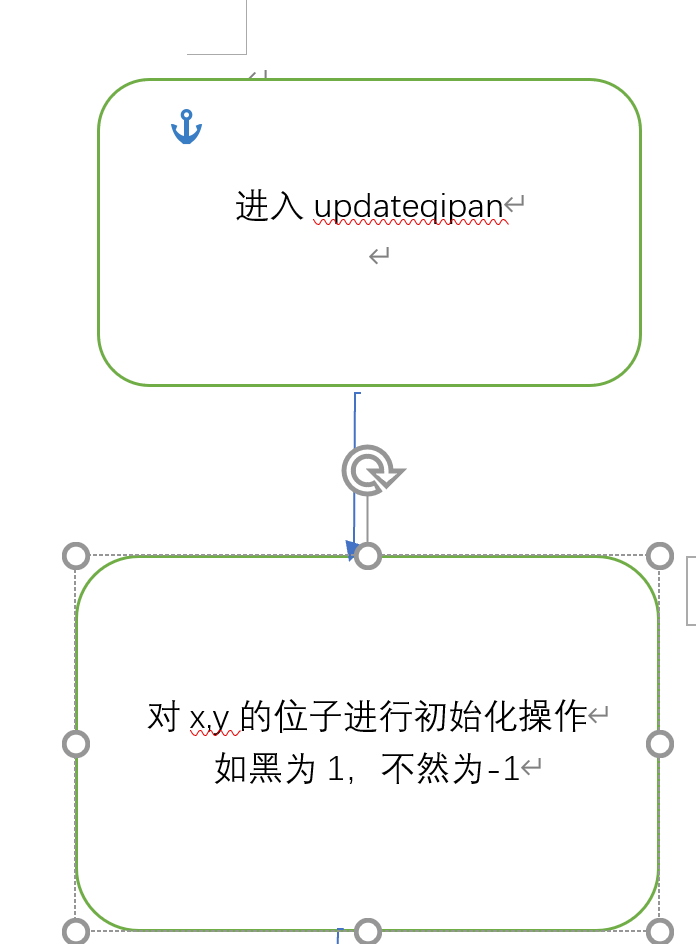 进入 updateqipan
对 x,y 的位子进行初始化操作
如黑为 1，不然为-1